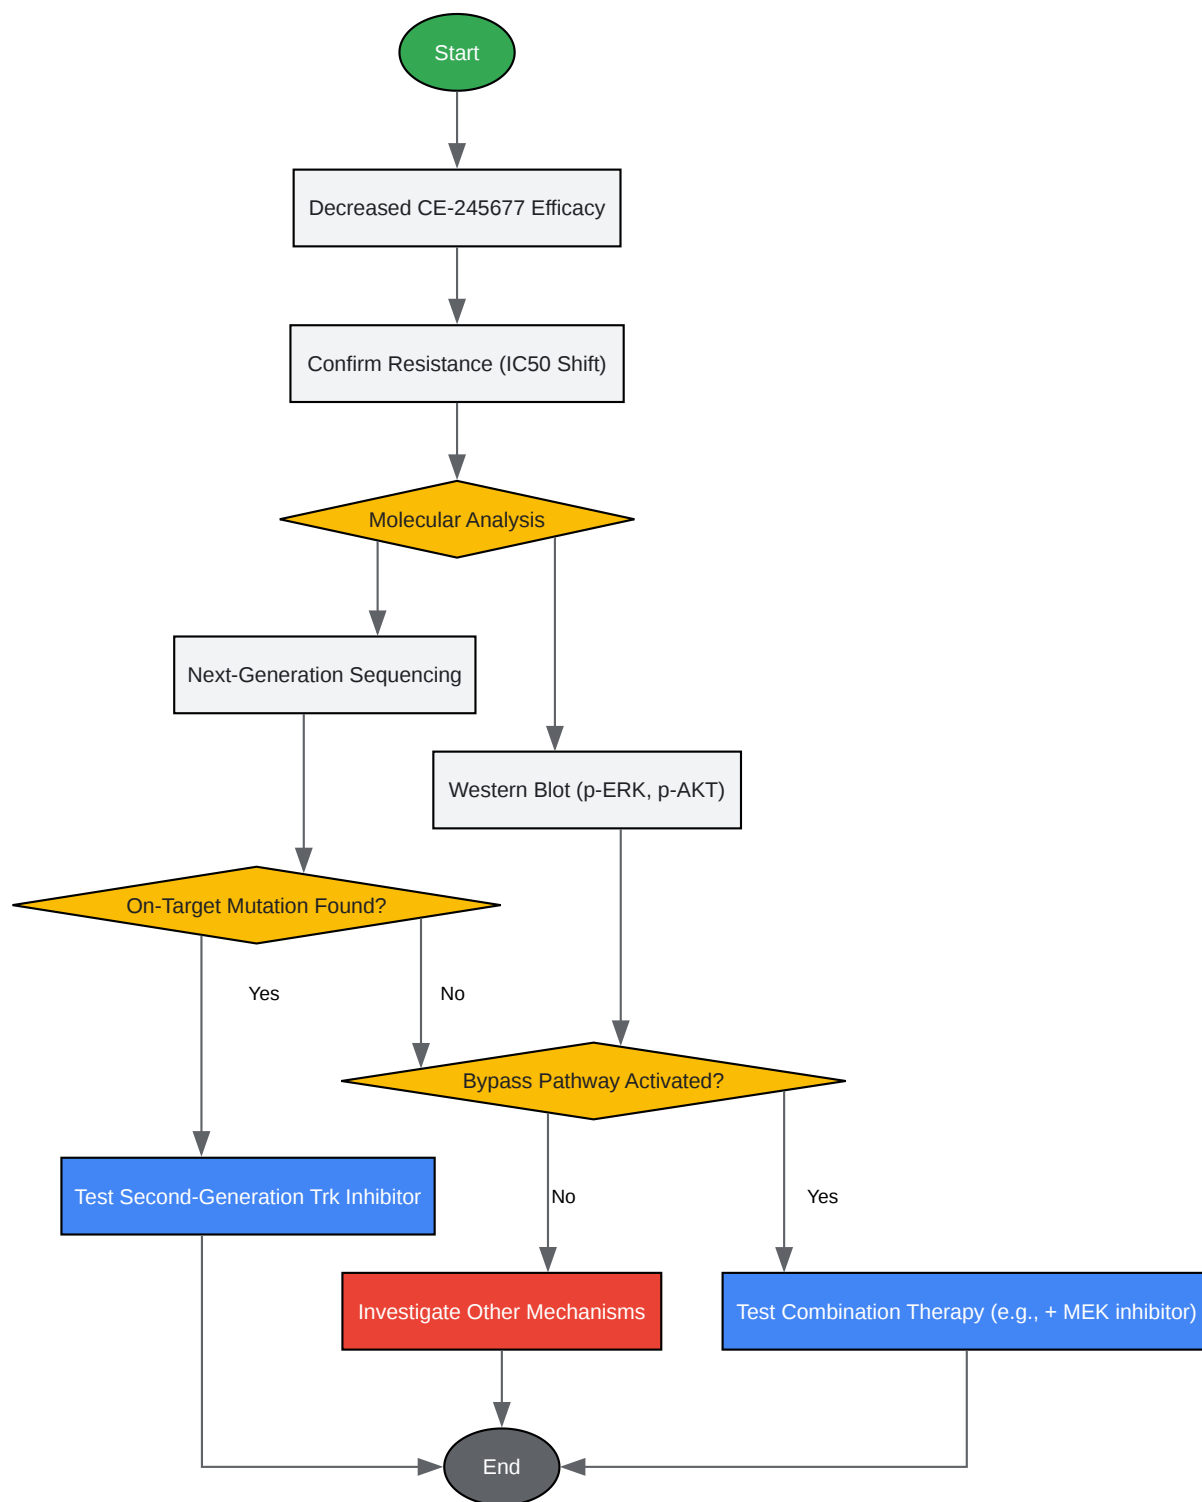 Start
Decreased CE-245677 Efficacy
Confirm Resistance (IC50 Shift)
Molecular Analysis
Next-Generation Sequencing
Western Blot (p-ERK, p-AKT)
On-Target Mutation Found?
Yes
No
Bypass Pathway Activated?
Test Second-Generation Trk Inhibitor
No
Yes
Investigate Other Mechanisms
Test Combination Therapy (e.g., + MEK inhibitor)
End